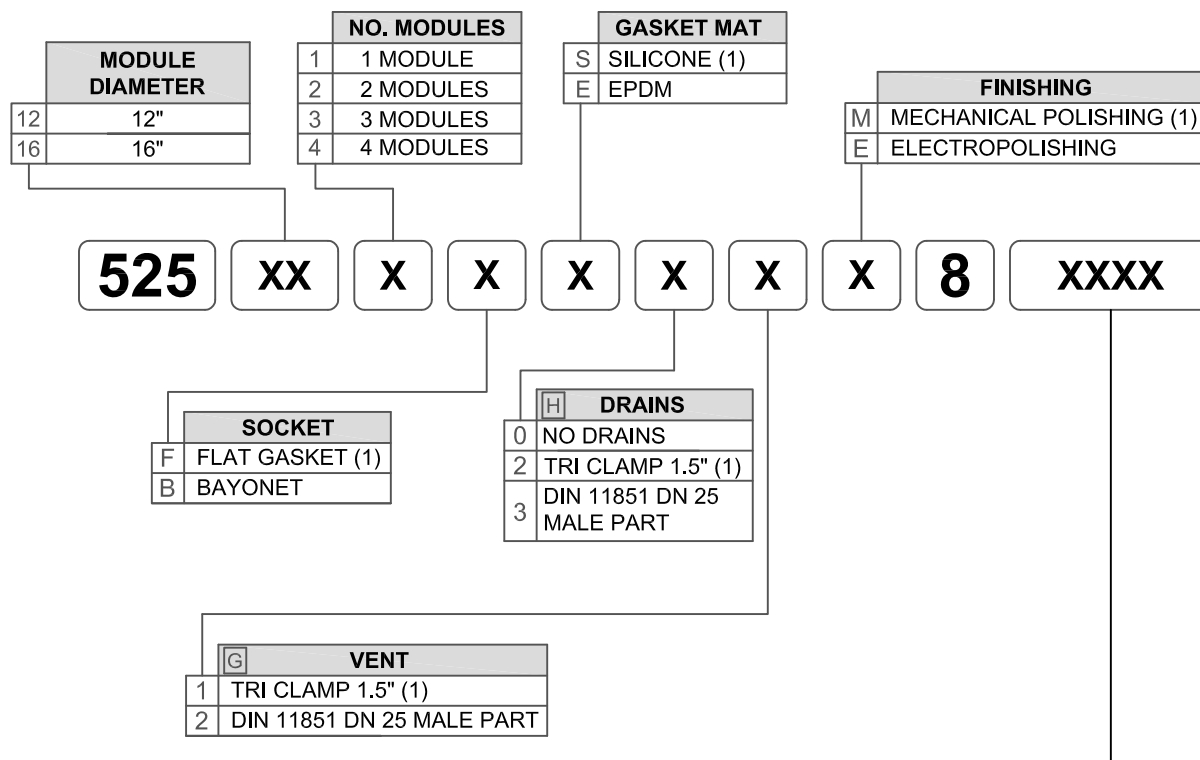 NO. MODULES
1 1 MODULE
2 2 MODULES
3 3 MODULES
4 4 MODULES
GASKET MAT
S SILICONE (1)
E EPDM
MODULE
DIAMETER
12 12"
16 16"
FINISHING
M MECHANICAL POLISHING (1)
E ELECTROPOLISHING
525 XX X X X X X X 8 XXXX
SOCKET
F FLAT GASKET (1)
B BAYONET
H DRAINS
0 NO DRAINS
2 TRI CLAMP 1.5" (1)
3 DIN 11851 DN 25
MALE PART
G VENT
1 TRI CLAMP 1.5" (1)
2 DIN 11851 DN 25 MALE PART